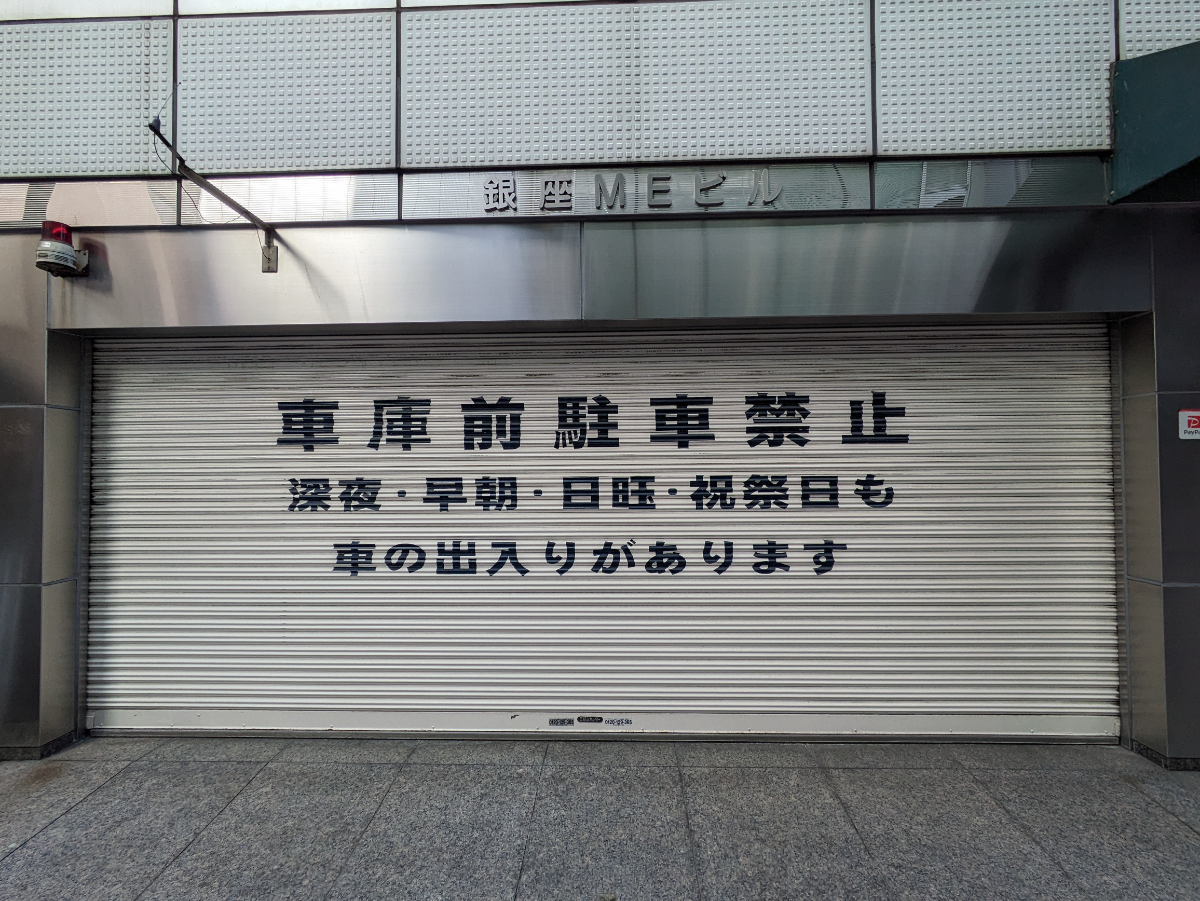 銀座MEビル
車庫前駐車禁止
深夜・早朝・日旺・祝祭日も
車の出入りがあります